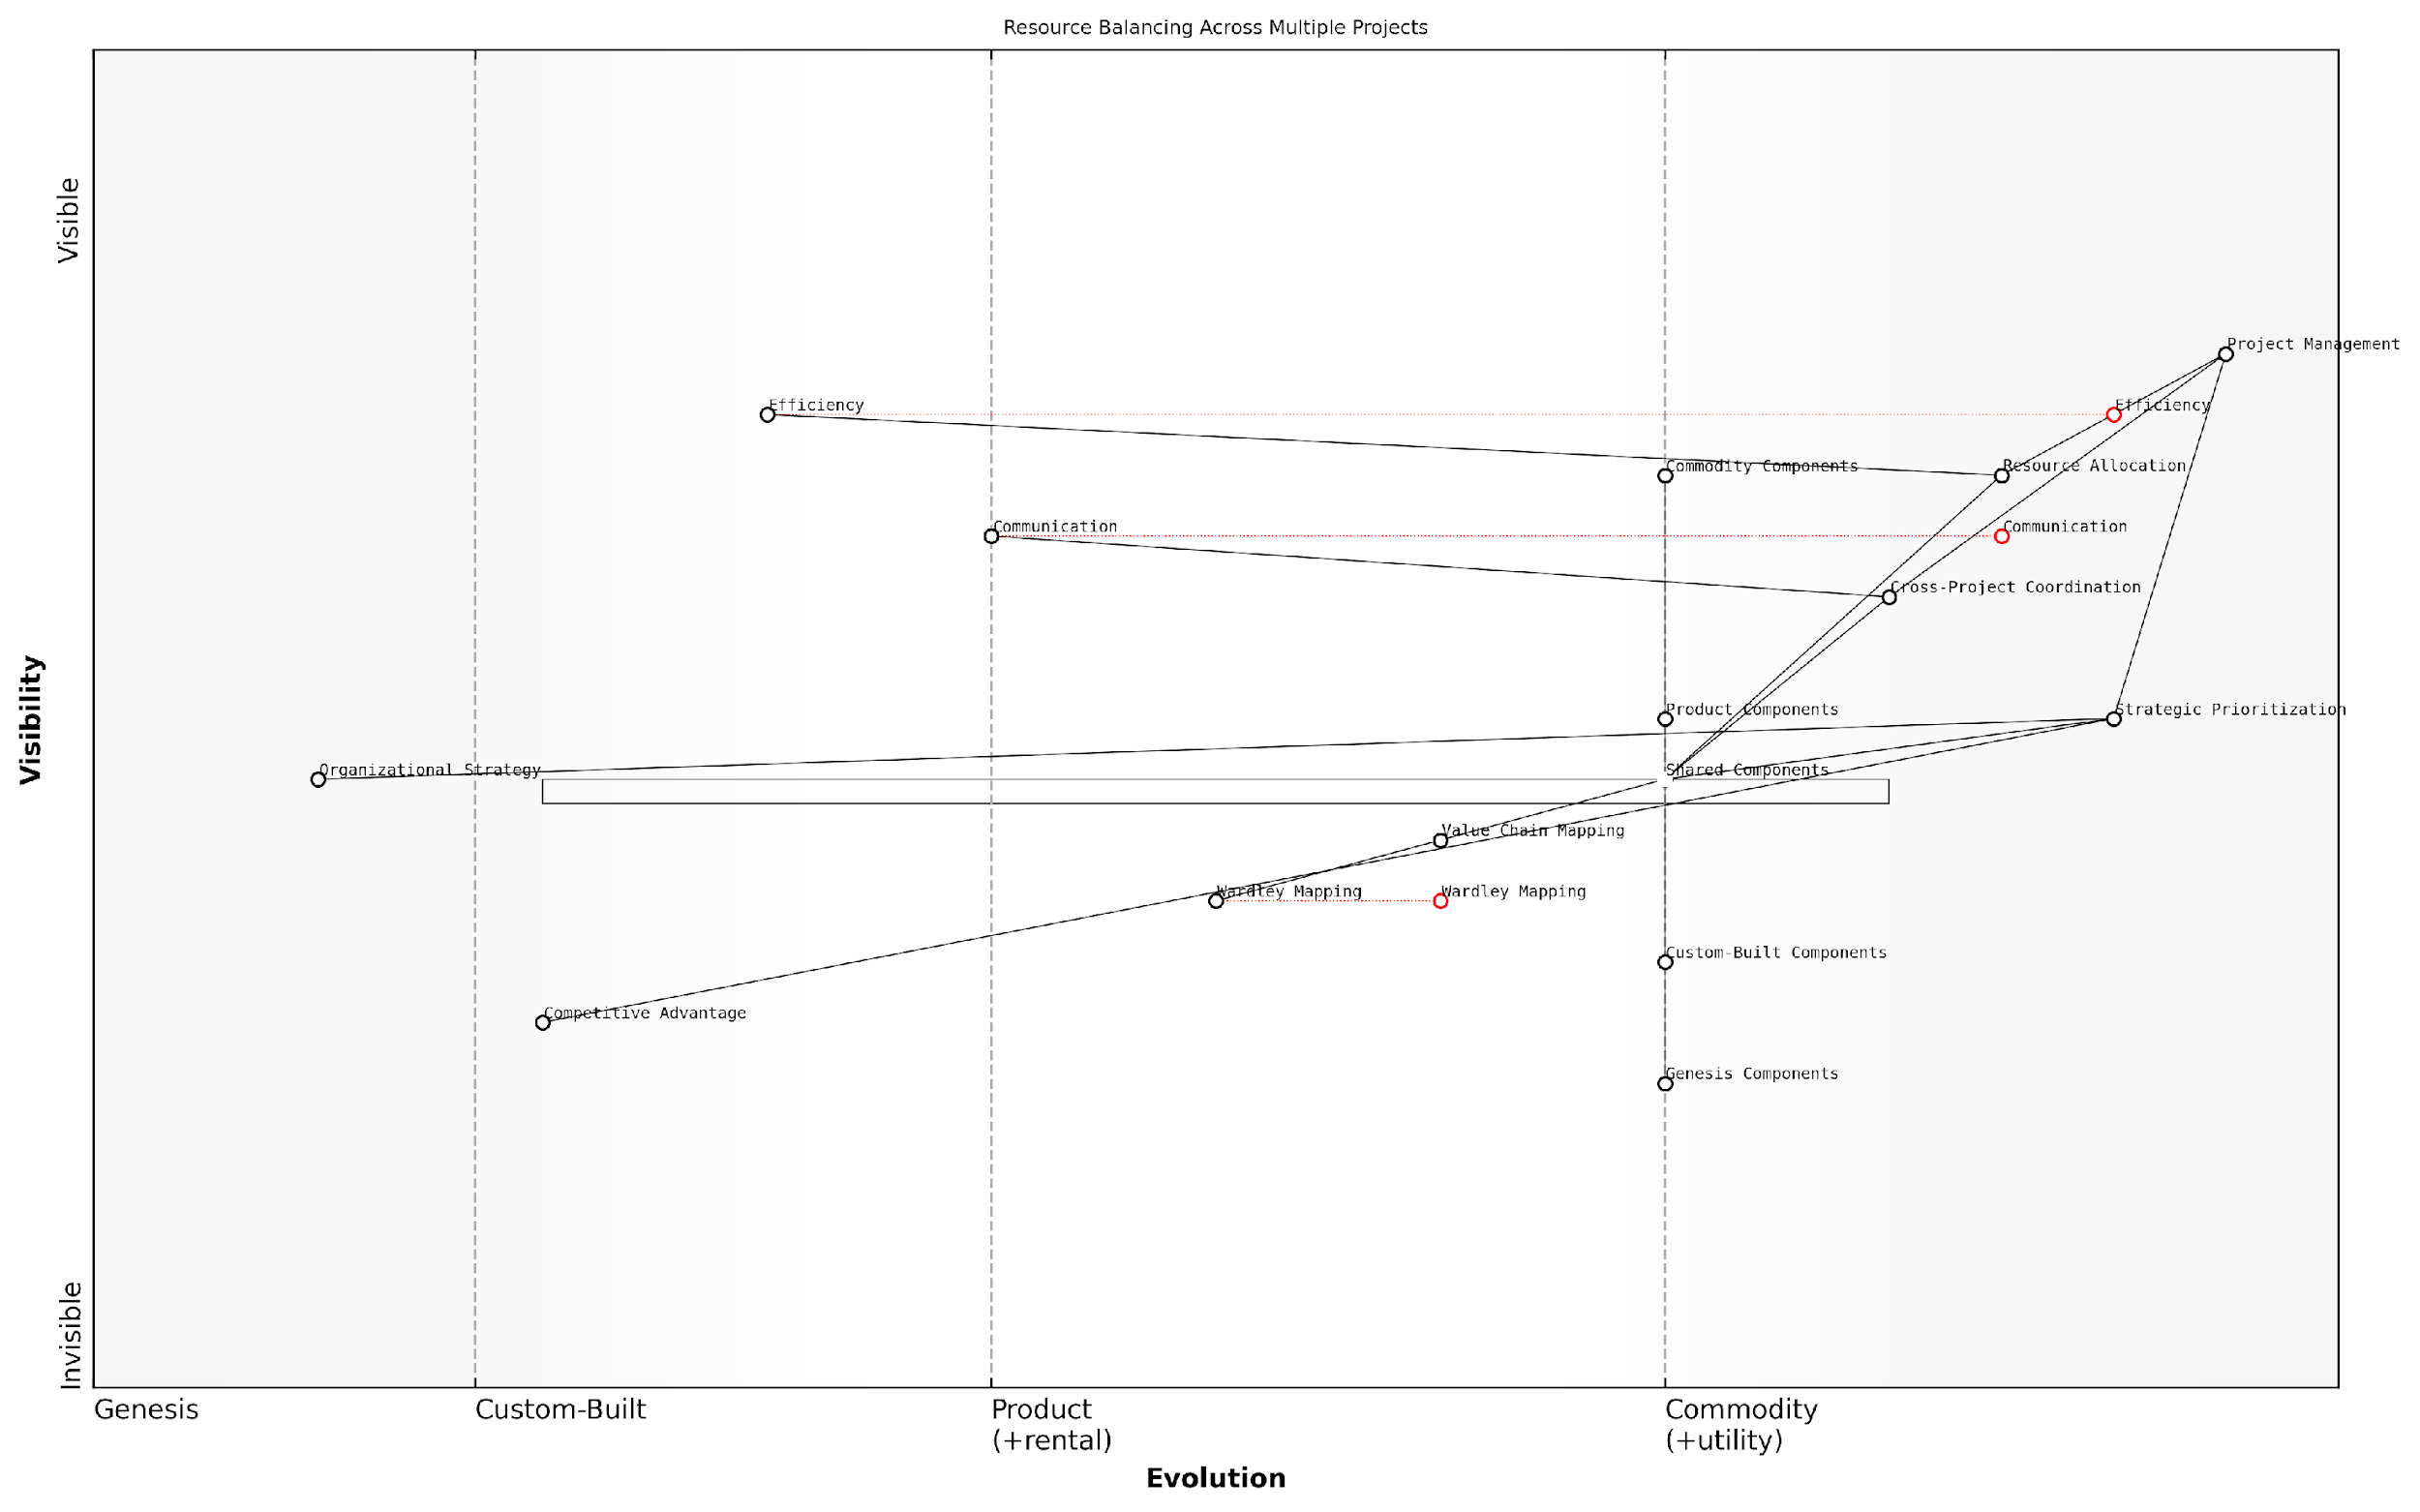 Resource Balancing Across Multiple Projects
Visible
Project Management
Efficiency
Efficiency
Commodity Components
Resource Allocation
Communication
Communication
Cross-Project Coordination
Product Components
Strategic Prioritization
Visibility
Organizational Strategy
Shared Components
Value Chain Mapping
Wardley Mapping
Wardley Mapping
Custom-Built Components
Competitive Advantage
Genesis Components
Invisible
Genesis
Custom-Built
Product
(+rental)
Commodity
(+utility)
Evolution